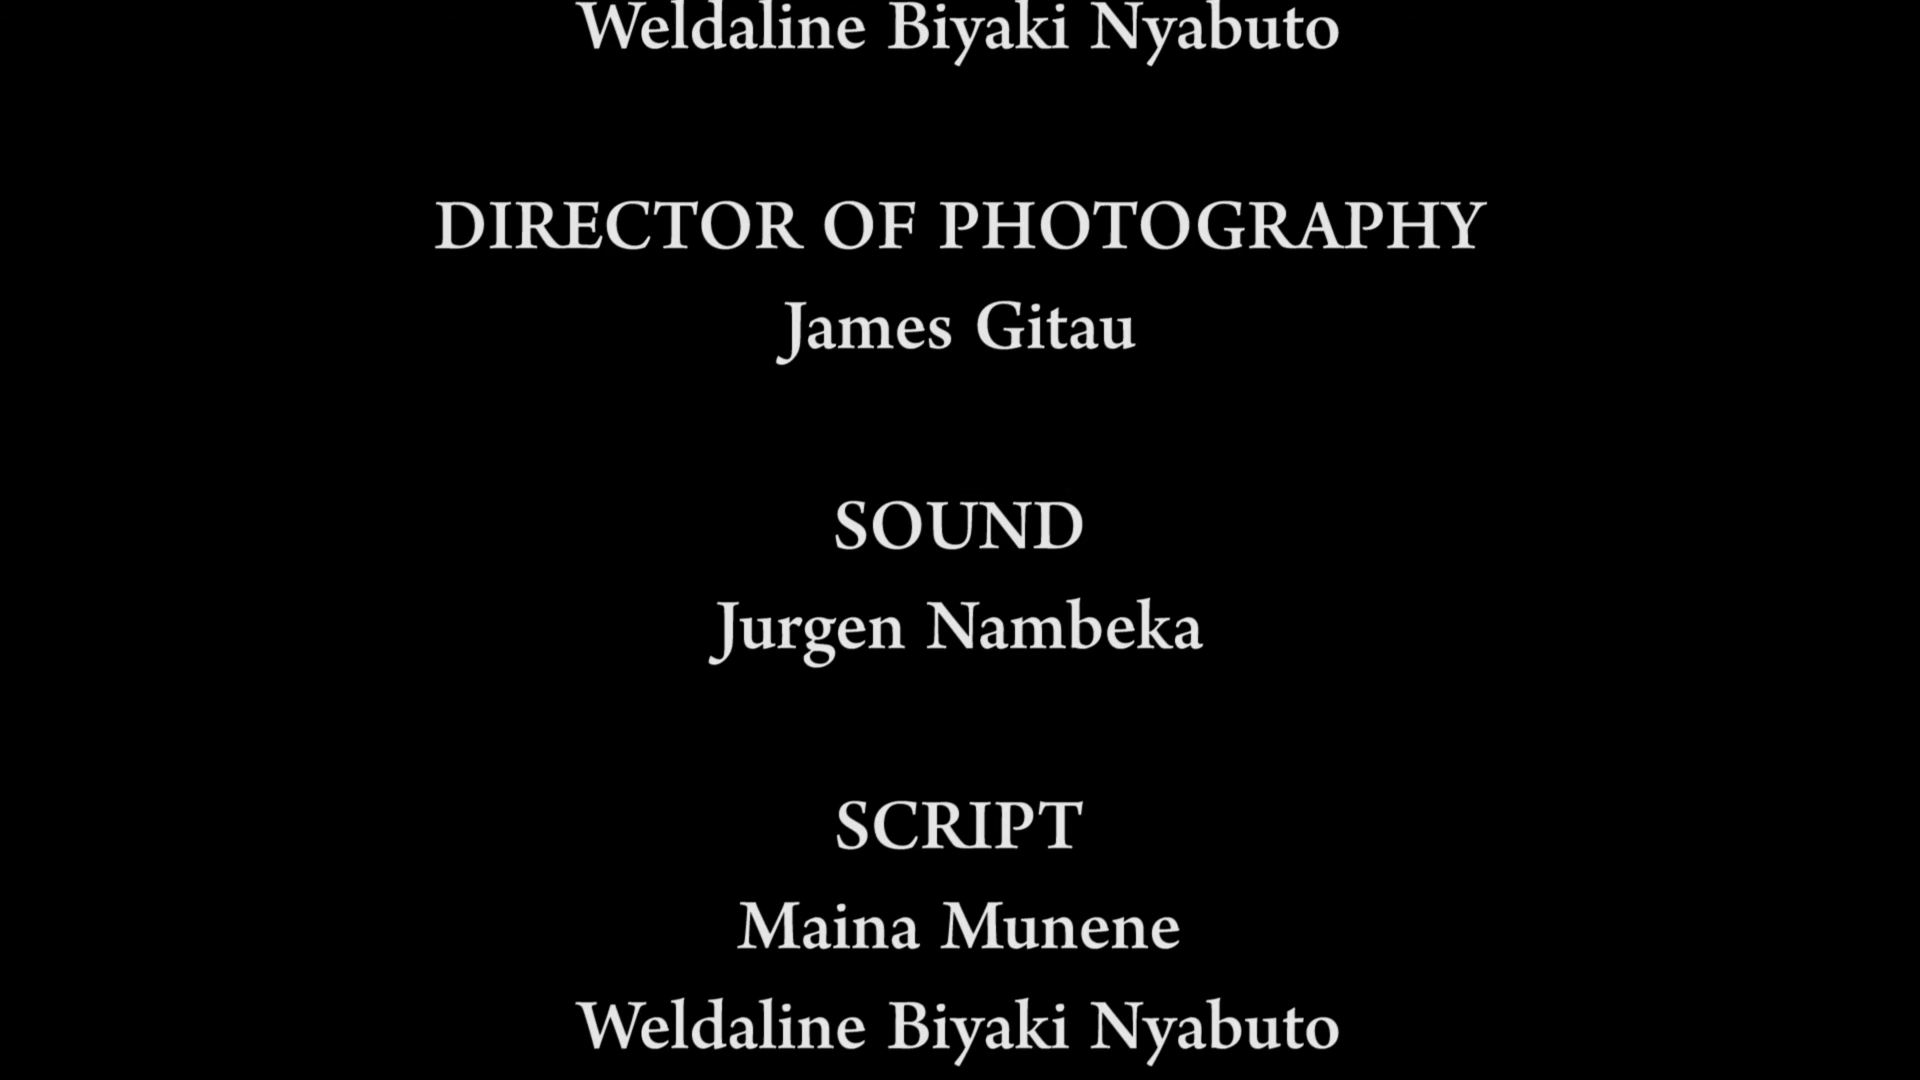 Weldaline Biyaki Nyabuto
DIRECTOR OF PHOTOGRAPHY
James Gitau
SOUND
Jurgen Nambeka
SCRIPT
Maina Munene
Weldaline Biyaki Nyabuto